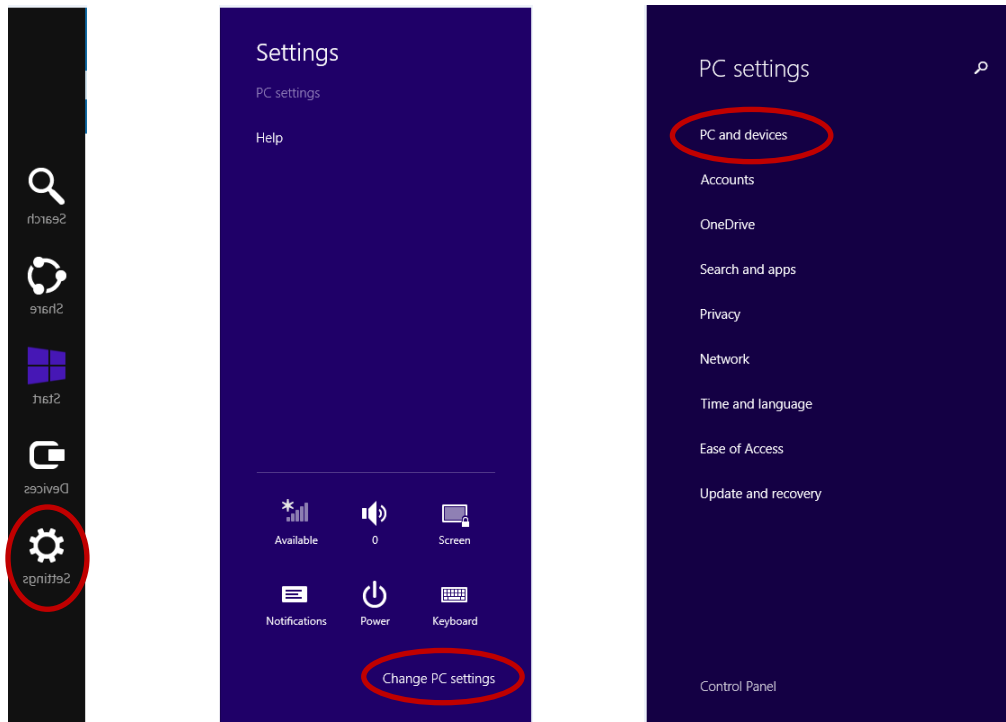 Search
Share
Start
Devices
Settings
Settings
PC settings
Help
Available
0
Screen
Notifications
Power
Keyboard
Change PC settings
PC settings
PC and devices
Accounts
OneDrive
Search and apps
Privacy
Network
Time and language
Ease of Access
Update and recovery
Control Panel